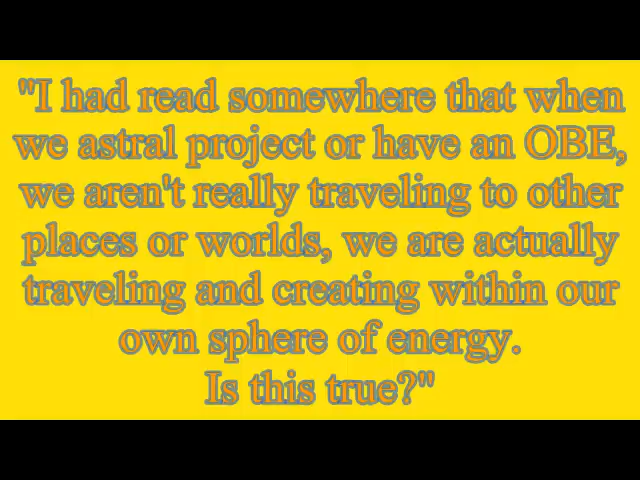 "I had read somewhere that when
we astral project or have an OBE,
we aren't really traveling to other
places or worlds, we are actually
traveling and creating within our
own sphere of energy.
Is this true?"